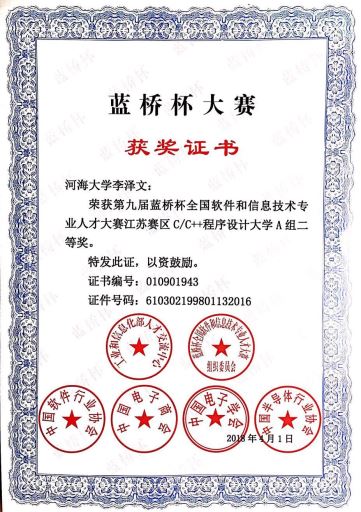 蓝桥杯大赛
获奖证书
河海大学李泽文：
荣获第九届蓝桥杯全国软件和信息技术专
业人才大赛江苏赛区 C/C++程序设计大学 A 组二
等奖。
特发此证，以资鼓励。
证书编号：010901943
证件号码：610302199801132016
工业和信息化部人才交流中心
蓝桥杯全国软件和信息技术专业人才大赛
组织委员会
中国软件行业协会
中国电子商会
中国电子学会
中国半导体行业协会
2018 年 4 月 1 日